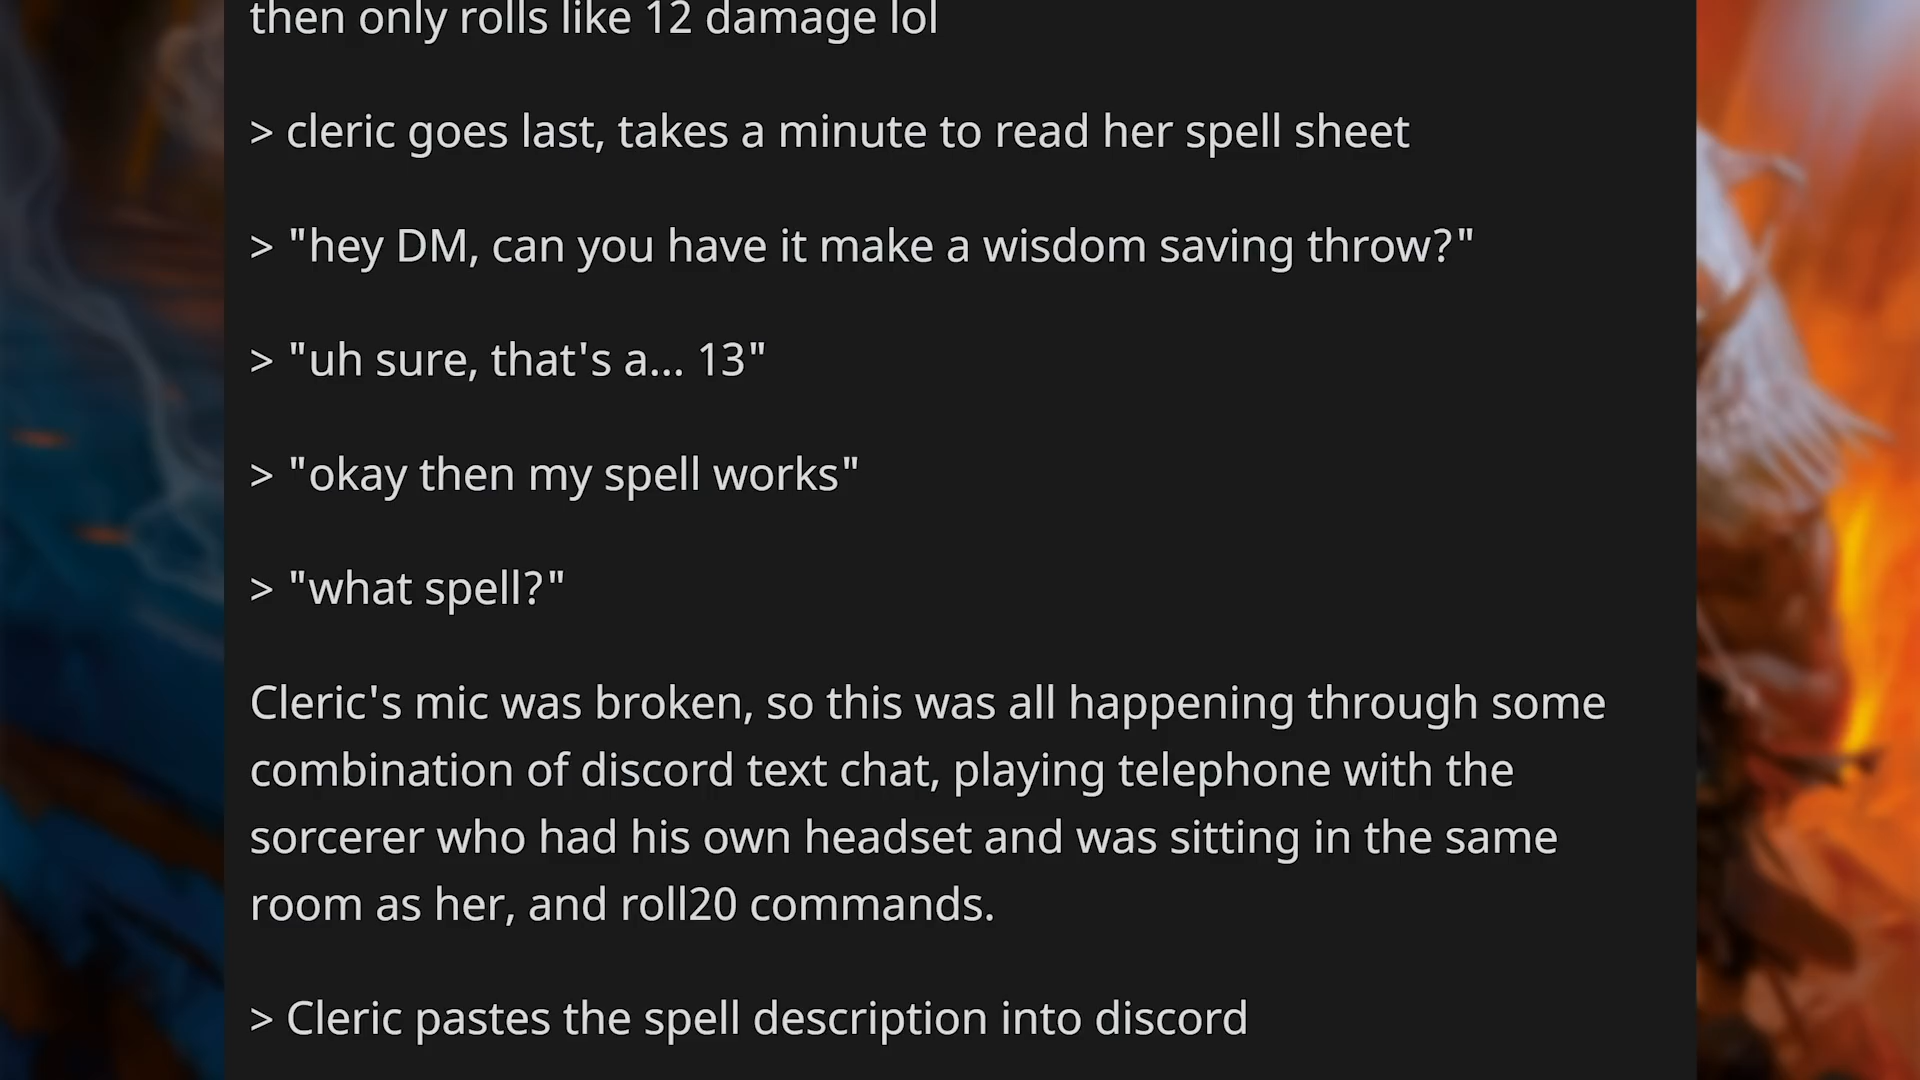 then only rolls like 12 damage lol
> cleric goes last, takes a minute to read her spell sheet
> "hey DM, can you have it make a wisdom saving throw?"
> "uh sure, that's a... 13"
> "okay then my spell works"
> "what spell?"
Cleric's mic was broken, so this was all happening through some
combination of discord text chat, playing telephone with the
sorcerer who had his own headset and was sitting in the same
room as her, and roll20 commands.
> Cleric pastes the spell description into discord